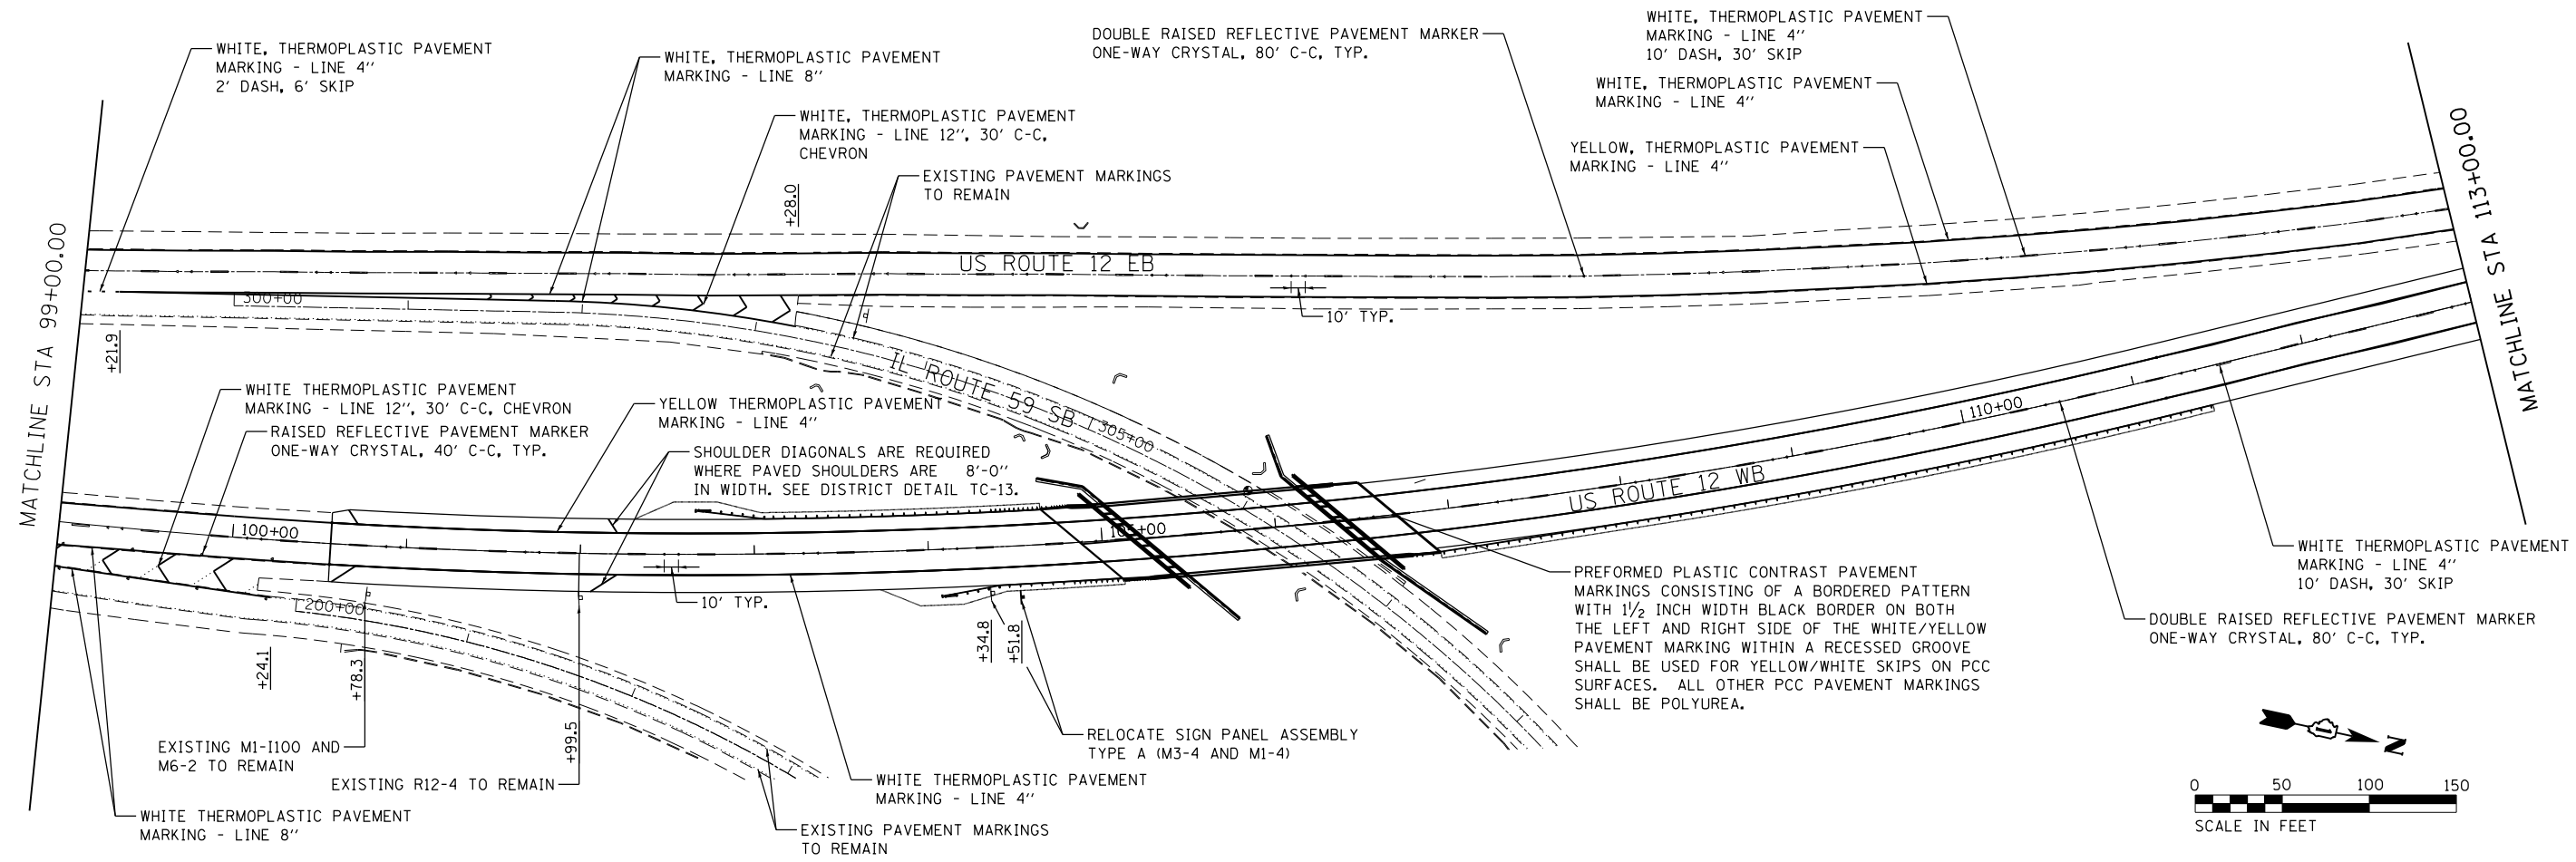 WHITE, THERMOPLASTIC PAVEMENT
MARKING - LINE 4''
2' DASH, 6' SKIP
WHITE, THERMOPLASTIC PAVEMENT
MARKING - LINE 8''
WHITE, THERMOPLASTIC PAVEMENT
MARKING - LINE 12'', 30' C-C,
CHEVRON
EXISTING PAVEMENT MARKINGS
TO REMAIN
DOUBLE RAISED REFLECTIVE PAVEMENT MARKER
ONE-WAY CRYSTAL, 80' C-C, TYP.
WHITE, THERMOPLASTIC PAVEMENT
MARKING - LINE 4''
10' DASH, 30' SKIP
WHITE, THERMOPLASTIC PAVEMENT
MARKING - LINE 4''
YELLOW, THERMOPLASTIC PAVEMENT
MARKING - LINE 4''
MATCHLINE STA 99+00.00
MATCHLINE STA 113+00.00
+28.0
US ROUTE 12 EB
300+00
10' TYP.
+21.9
IL ROUTE 59 SB
305+00
WHITE THERMOPLASTIC PAVEMENT
MARKING - LINE 12'', 30' C-C, CHEVRON
RAISED REFLECTIVE PAVEMENT MARKER
ONE-WAY CRYSTAL, 40' C-C, TYP.
YELLOW THERMOPLASTIC PAVEMENT
MARKING - LINE 4''
SHOULDER DIAGONALS ARE REQUIRED
WHERE PAVED SHOULDERS ARE 8'-0''
IN WIDTH. SEE DISTRICT DETAIL TC-13.
100+00
105+00
110+00
US ROUTE 12 WB
200+00
10' TYP.
+24.1
+78.3
+99.5
+34.8
+51.8
EXISTING M1-I100 AND
M6-2 TO REMAIN
EXISTING R12-4 TO REMAIN
WHITE THERMOPLASTIC PAVEMENT
MARKING - LINE 8''
WHITE THERMOPLASTIC PAVEMENT
MARKING - LINE 4''
EXISTING PAVEMENT MARKINGS
TO REMAIN
RELOCATE SIGN PANEL ASSEMBLY
TYPE A (M3-4 AND M1-4)
PREFORMED PLASTIC CONTRAST PAVEMENT
MARKINGS CONSISTING OF A BORDERED PATTERN
WITH 1 1/2 INCH WIDTH BLACK BORDER ON BOTH
THE LEFT AND RIGHT SIDE OF THE WHITE/YELLOW
PAVEMENT MARKING WITHIN A RECESSED GROOVE
SHALL BE USED FOR YELLOW/WHITE SKIPS ON PCC
SURFACES. ALL OTHER PCC PAVEMENT MARKINGS
SHALL BE POLYUREA.
WHITE THERMOPLASTIC PAVEMENT
MARKING - LINE 4''
10' DASH, 30' SKIP
DOUBLE RAISED REFLECTIVE PAVEMENT MARKER
ONE-WAY CRYSTAL, 80' C-C, TYP.
N
0 50 100 150
SCALE IN FEET